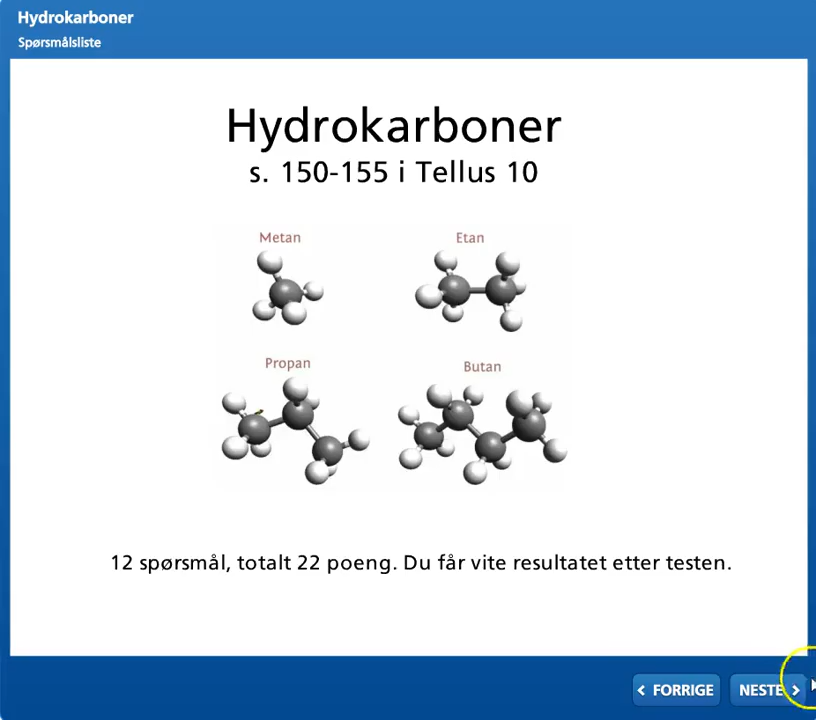 Hydrokarboner
Spørsmålsliste
Hydrokarboner
s. 150-155 i Tellus 10
Metan
Etan
Propan
Butan
12 spørsmål, totalt 22 poeng. Du får vite resultatet etter testen.
FORRIGE
NESTE